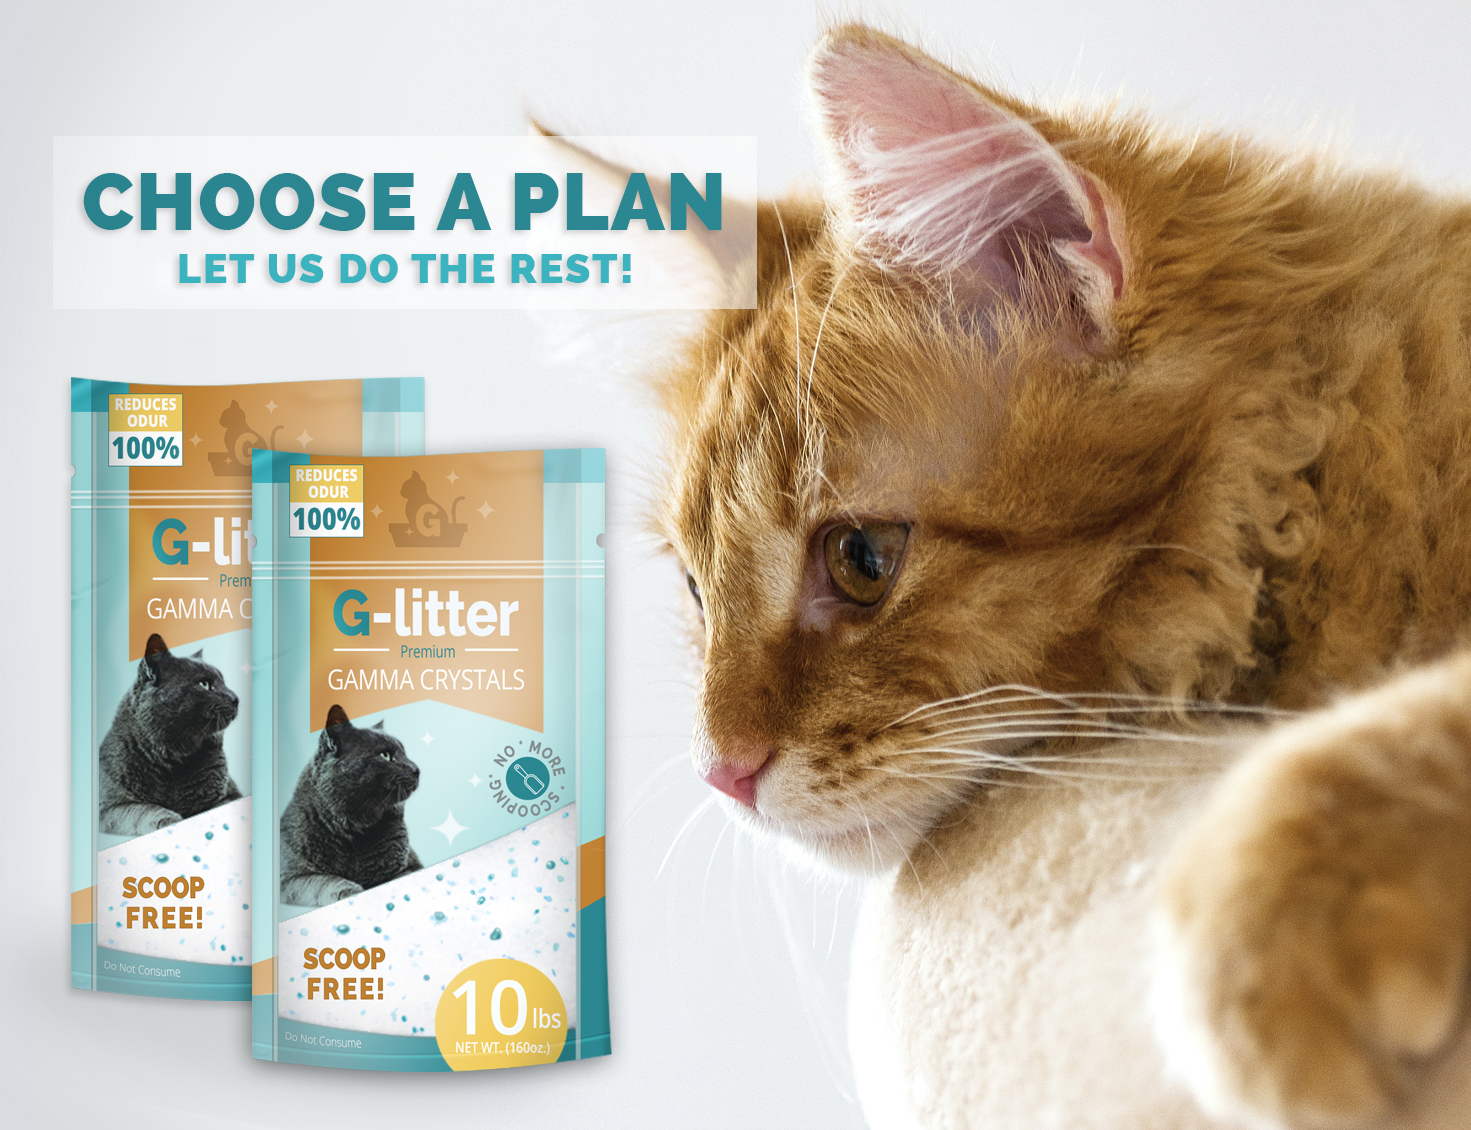 CHOOSE A PLAN
LET US DO THE REST!
REDUCES
ODUR
100%
G
G-lit
Prem
GAMMA C
SCOOP
FREE!
Do Not Consume
REDUCES
ODUR
100%
G
G-litter
Premium
GAMMA CRYSTALS
NO • MORE • SCOOPING •
SCOOP
FREE!
10 lbs
NET WT. (160oz.)
Do Not Consume